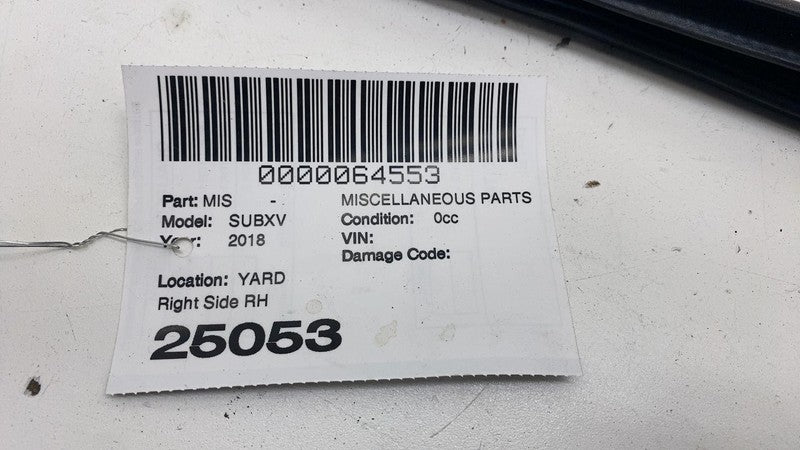 0000064553
Part: MIS - MISCELLANEOUS PARTS
Model: SUBXV Condition: 0cc
Year: 2018 VIN:
Damage Code:
Location: YARD
Right Side RH
25053